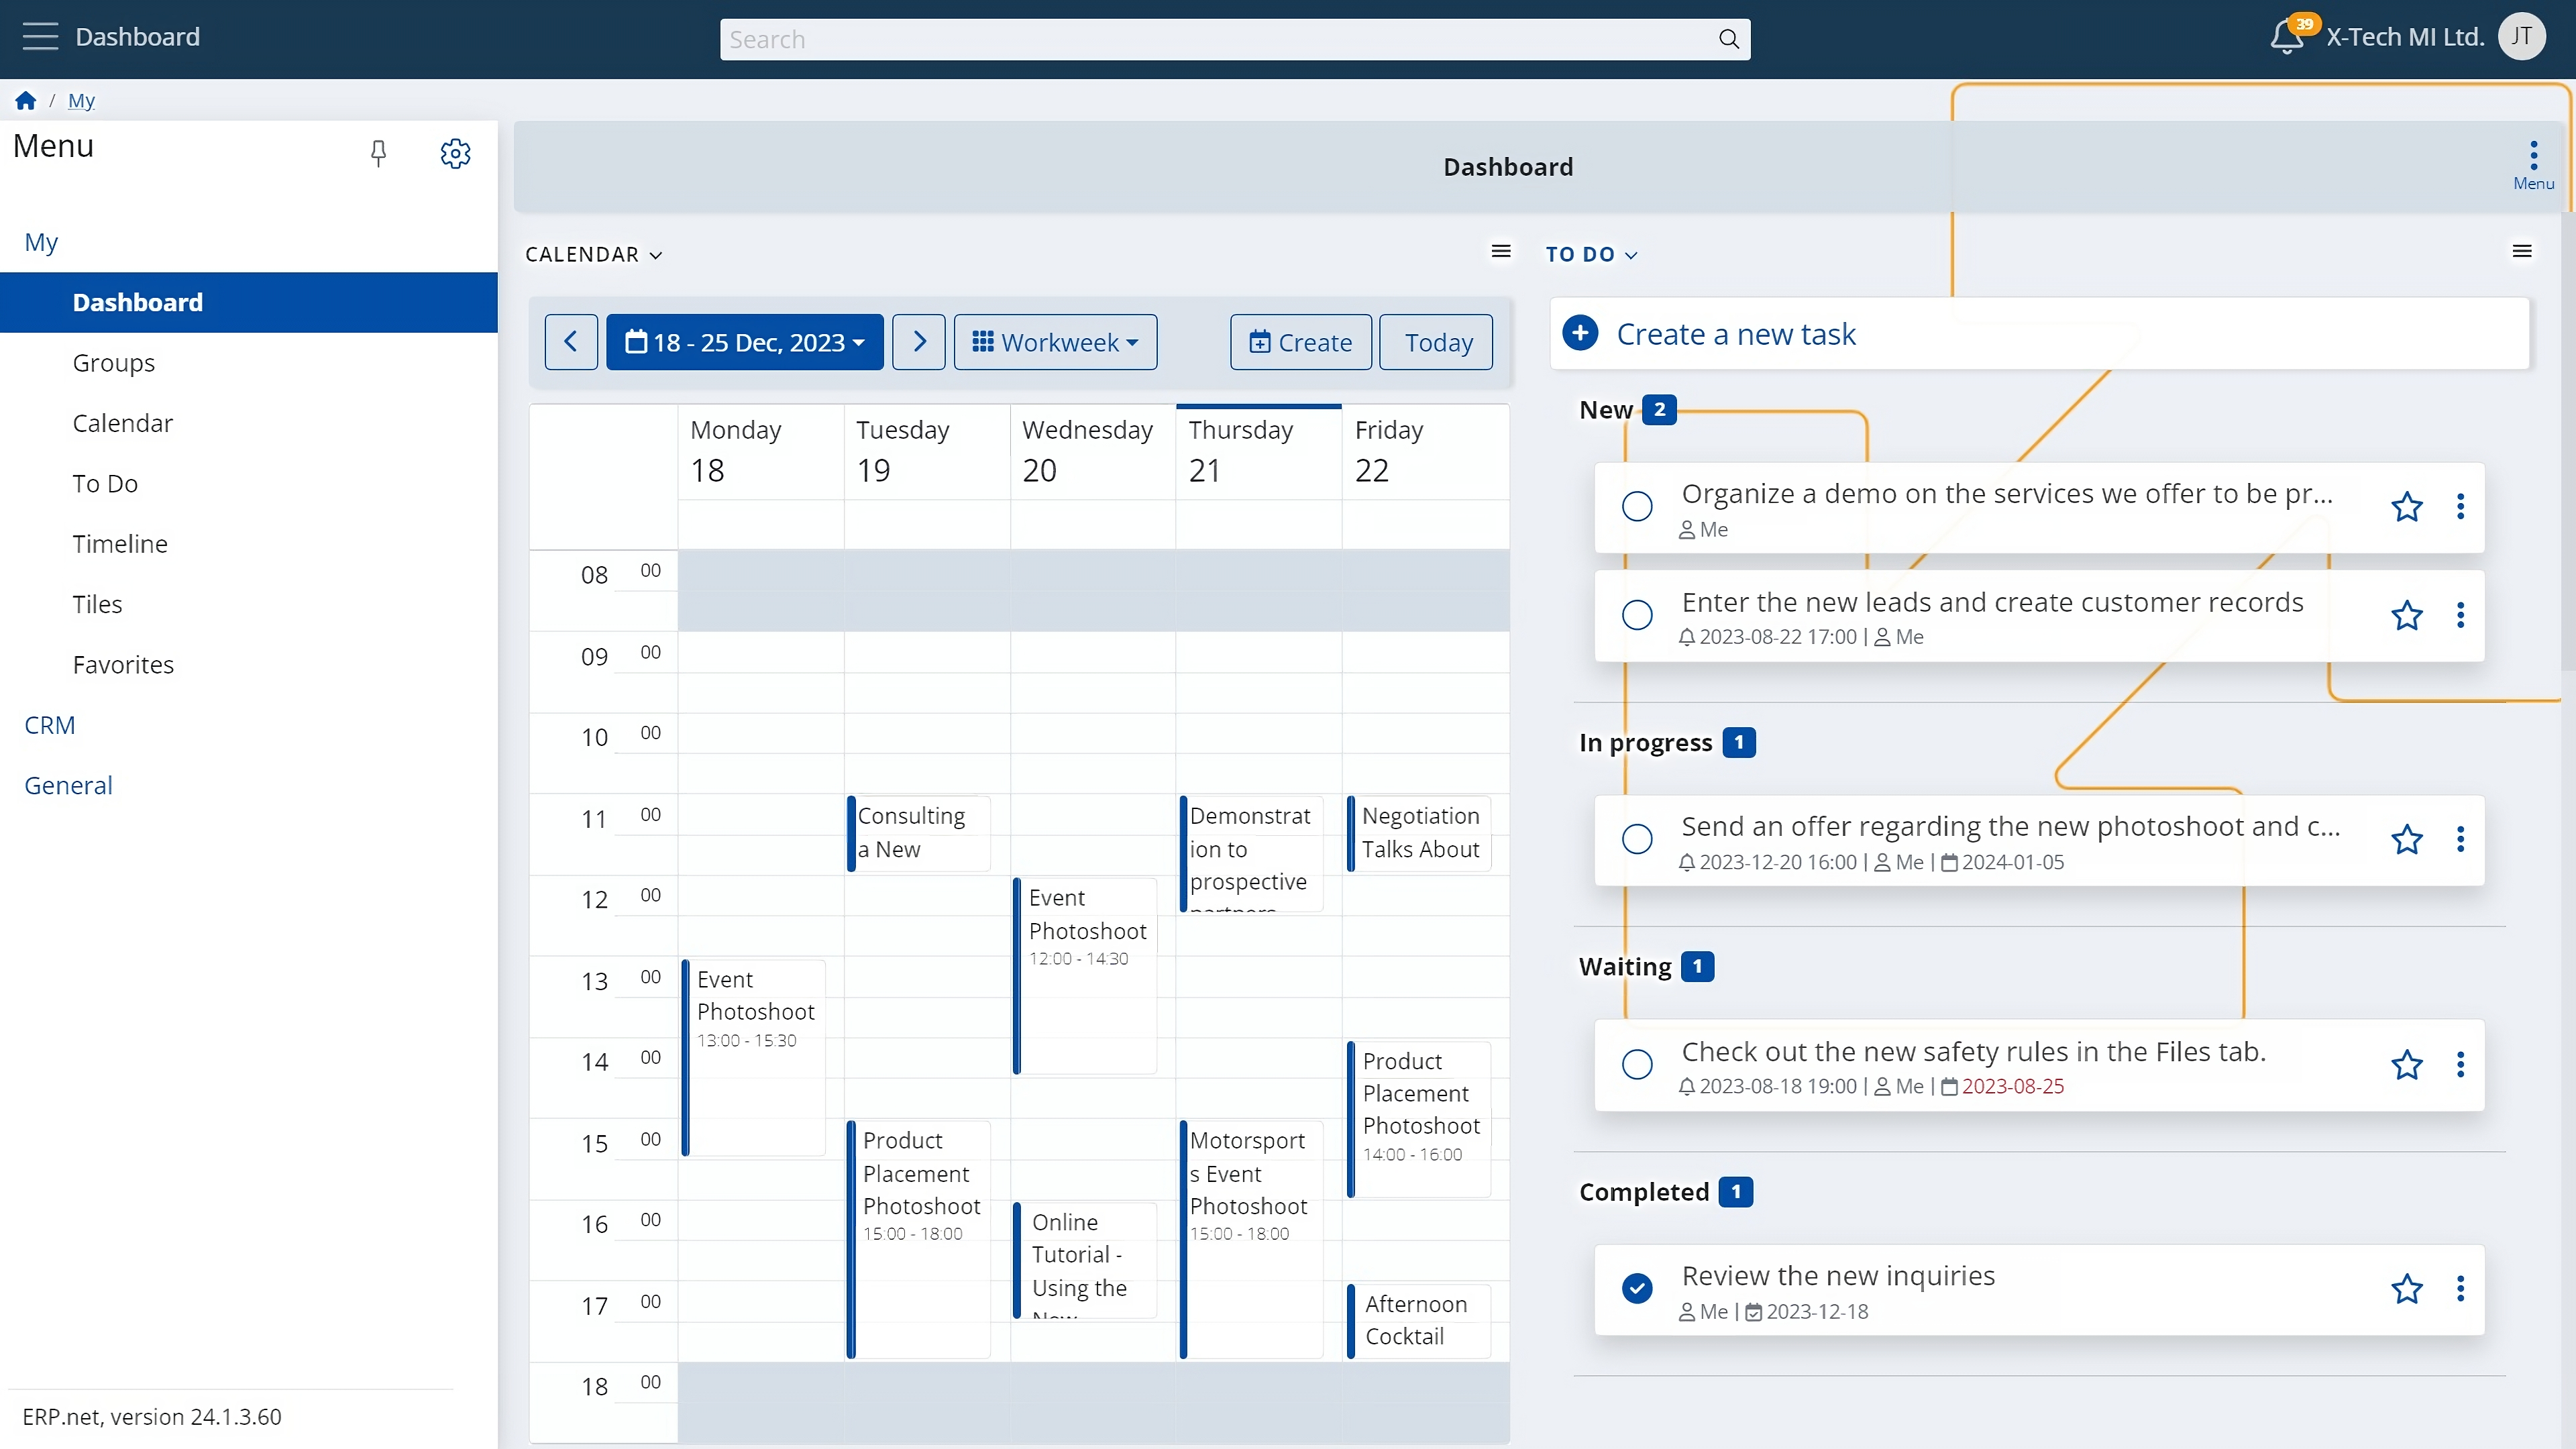 Dashboard
Search
39
X-Tech MI Ltd.
JT
/ My
Menu
My
Dashboard
Groups
Calendar
To Do
Timeline
Tiles
Favorites
CRM
General
ERP.net, version 24.1.3.60
Dashboard
Menu
CALENDAR
18 - 25 Dec, 2023
Workweek
Create
Today
Monday
18
Tuesday
19
Wednesday
20
Thursday
21
Friday
22
08 00
09 00
10 00
11 00
12 00
13 00
14 00
15 00
16 00
17 00
18 00
Event
Photoshoot
13:00 - 15:30
Consulting
a New
Product
Placement
Photoshoot
15:00 - 18:00
Event
Photoshoot
12:00 - 14:30
Online
Tutorial -
Using the
New
Demonstrat
ion to
prospective
partners
Motorsport
s Event
Photoshoot
15:00 - 18:00
Negotiation
Talks About
Product
Placement
Photoshoot
14:00 - 16:00
Afternoon
Cocktail
TO DO
Create a new task
New 2
Organize a demo on the services we offer to be pr...
Me
Enter the new leads and create customer records
2023-08-22 17:00 | Me
In progress 1
Send an offer regarding the new photoshoot and c...
2023-12-20 16:00 | Me | 2024-01-05
Waiting 1
Check out the new safety rules in the Files tab.
2023-08-18 19:00 | Me | 2023-08-25
Completed 1
Review the new inquiries
Me | 2023-12-18